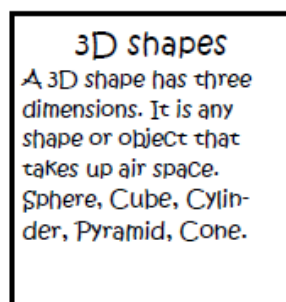 3D shapes
A 3D shape has three
dimensions. It is any
shape or object that
takes up air space.
Sphere, Cube, Cylin-
der, Pyramid, Cone.